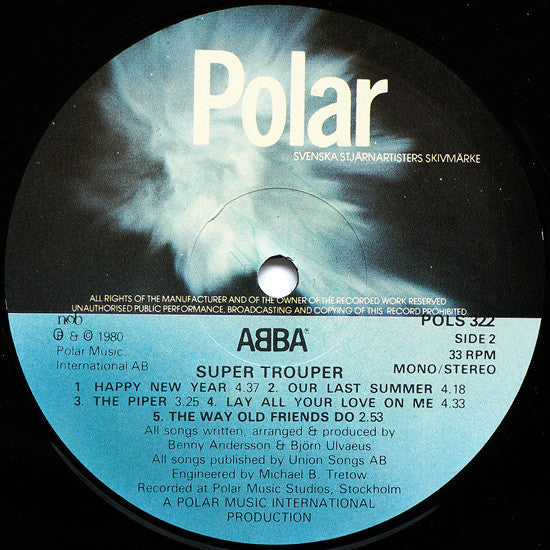 Polar
SVENSKA STJÄRNARTISTERS SKIVMÄRKE
ALL RIGHTS OF THE MANUFACTURER AND OF THE OWNER OF THE RECORDED WORK RESERVED
UNAUTHORISED PUBLIC PERFORMANCE, BROADCASTING AND COPYING OF THIS RECORD PROHIBITED.
ncb
Ⓟ & © 1980
Polar Music
International AB
ABBA
POLS 322
SIDE 2
33 RPM
MONO/STEREO
SUPER TROUPER
1. HAPPY NEW YEAR 4.37 2. OUR LAST SUMMER 4.18
3. THE PIPER 3.25 4. LAY ALL YOUR LOVE ON ME 4.33
5. THE WAY OLD FRIENDS DO 2.53
All songs written, arranged & produced by
Benny Andersson & Björn Ulvaeus
All songs published by Union Songs AB
Engineered by Michael B. Tretow
Recorded at Polar Music Studios, Stockholm
A POLAR MUSIC INTERNATIONAL
PRODUCTION